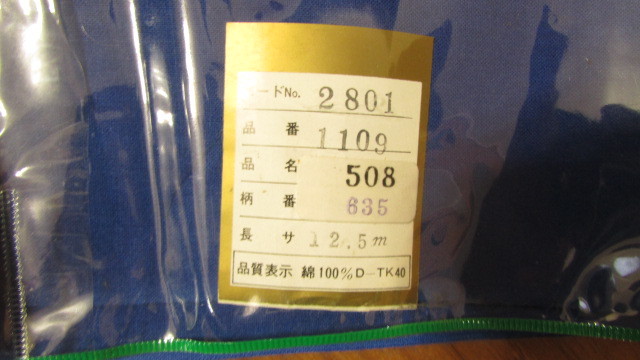 ードNo. 2801
品番 1109
品名 508
柄番 635
長サ 12.5m
品質表示 綿100%D-TK40